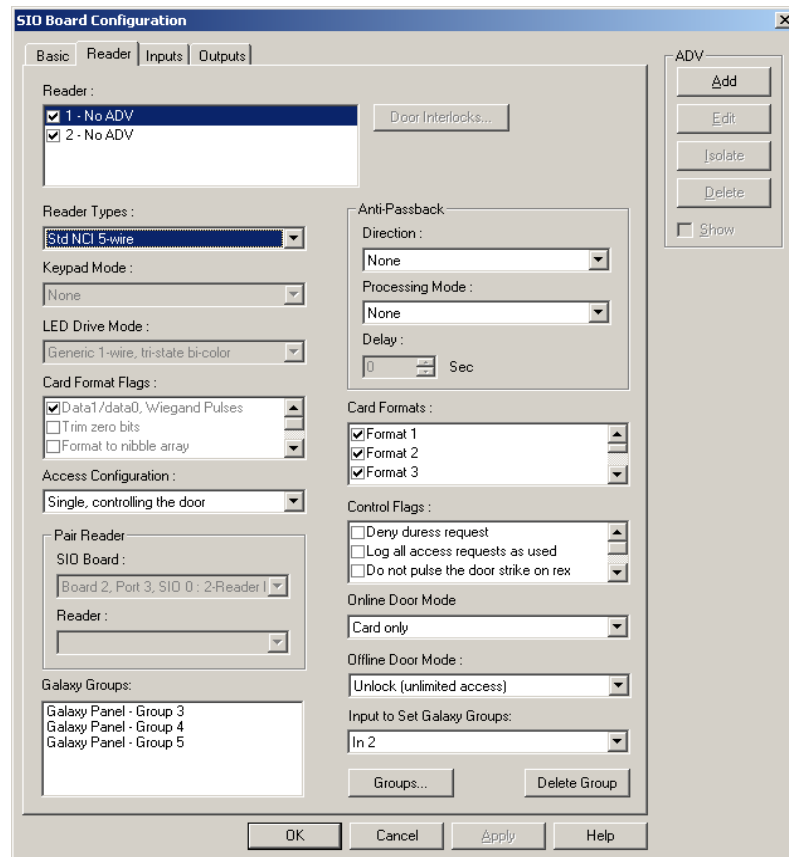 SIO Board Configuration
Basic
Reader
Inputs
Outputs
Reader :
1 - No ADV
2 - No ADV
Door Interlocks...
Reader Types :
Std NCI 5-wire
Keypad Mode :
None
LED Drive Mode :
Generic 1-wire, tri-state bi-color
Card Format Flags :
Data1/data0, Wiegand Pulses
Trim zero bits
Format to nibble array
Access Configuration :
Single, controlling the door
Pair Reader
SIO Board :
Board 2, Port 3, SIO 0 : 2-Reader I
Reader :
Galaxy Groups:
Galaxy Panel - Group 3
Galaxy Panel - Group 4
Galaxy Panel - Group 5
Anti-Passback
Direction :
None
Processing Mode :
None
Delay :
0
Sec
Card Formats :
Format 1
Format 2
Format 3
Control Flags :
Deny duress request
Log all access requests as used
Do not pulse the door strike on rex
Online Door Mode
Card only
Offline Door Mode :
Unlock (unlimited access)
Input to Set Galaxy Groups:
In 2
Groups...
Delete Group
ADV
Add
Edit
Isolate
Delete
Show
OK
Cancel
Apply
Help